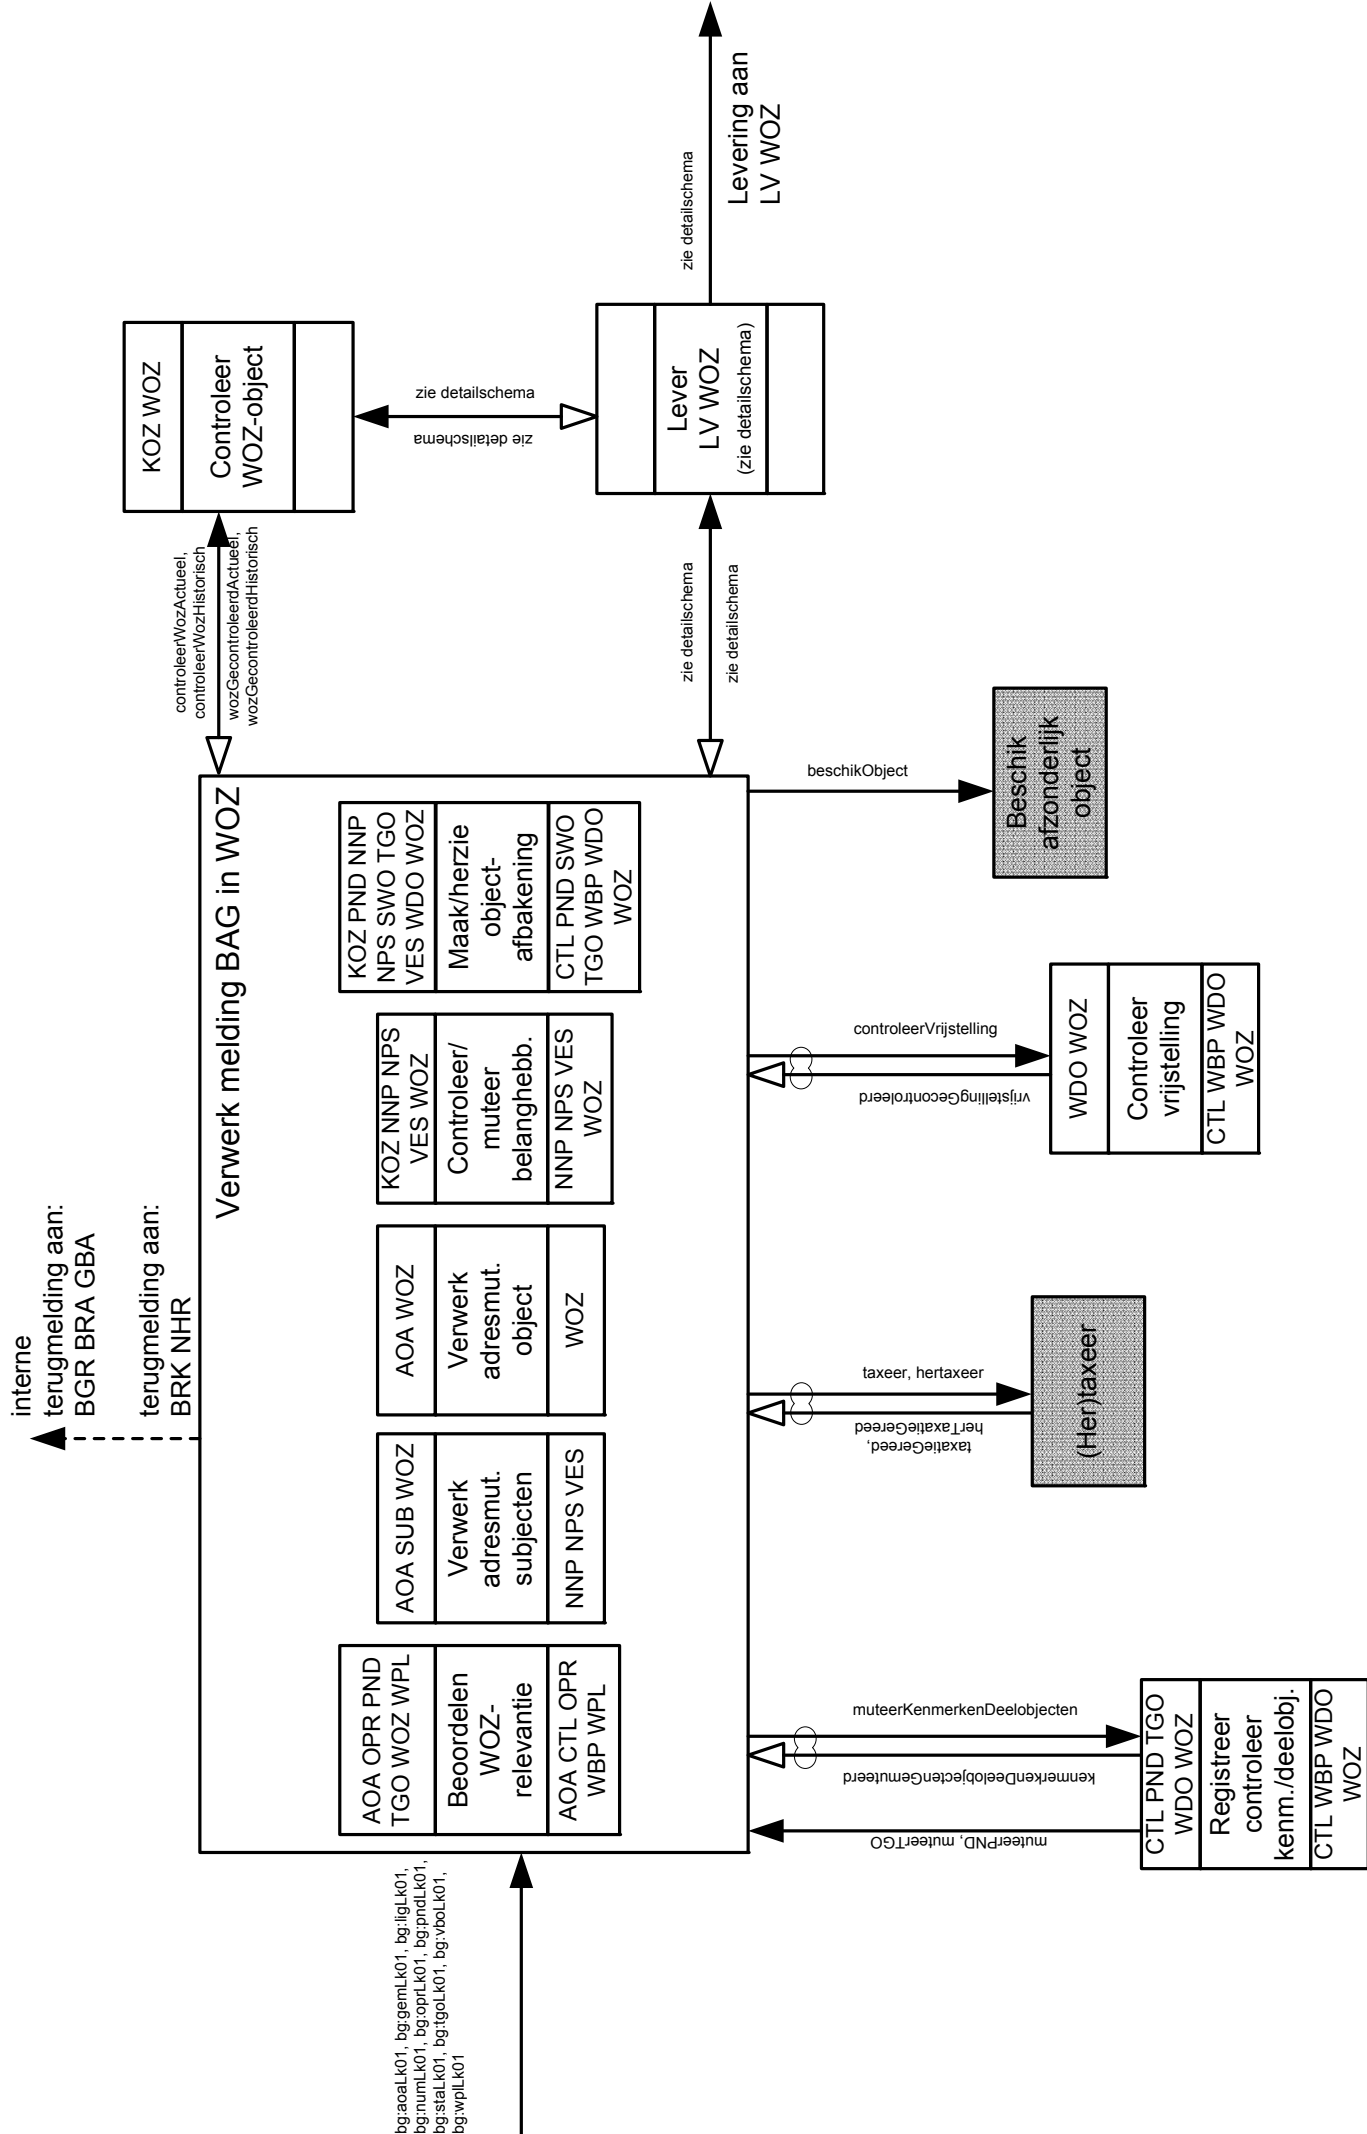 interne
terugmelding aan:
BGR BRA GBA
terugmelding aan:
BRK NHR
bg:aoaLk01, bg:gemLk01, bg:ligLk01,
bg:numLk01, bg:oprLk01, bg:pndLk01,
bg:staLk01, bg:tgoLk01, bg:vboLk01,
bg:wplLk01
Verwerk melding BAG in WOZ
AOA OPR PND
TGO WOZ WPL
Beoordelen
WOZ-
relevantie
AOA CTL OPR
WBP WPL
AOA SUB WOZ
Verwerk
adresmut.
subjecten
NNP NPS VES
AOA WOZ
Verwerk
adresmut.
object
WOZ
KOZ NNP NPS
VES WOZ
Controleer/
muteer
belanghebb.
NNP NPS VES
WOZ
KOZ PND NNP
NPS SWO TGO
VES WDO WOZ
Maak/herzie
object-
afbakening
CTL PND SWO
TGO WBP WDO
WOZ
controleerWozActueel,
controleerWozHistorisch
wozGecontroleerdActueel,
wozGecontroleerdHistorisch
KOZ WOZ
Controleer
WOZ-object
zie detailschema
zie detailschema
zie detailschema
zie detailschema
Lever
LV WOZ
(zie detailschema)
zie detailschema
Levering aan
LV WOZ
muteerPND, muteerTGO
kenmerkenDeelobjectenGemuteerd
muteerKenmerkenDeelobjecten
CTL PND TGO
WDO WOZ
Registreer
controleer
kenm./deelobj.
CTL WBP WDO
WOZ
taxatieGereed,
herTaxatieGereed
taxeer, hertaxeer
(Her)taxeer
vrijstellingGecontroleerd
controleerVrijstelling
WDO WOZ
Controleer
vrijstelling
CTL WBP WDO
WOZ
beschikObject
Beschik
afzonderlijk
object